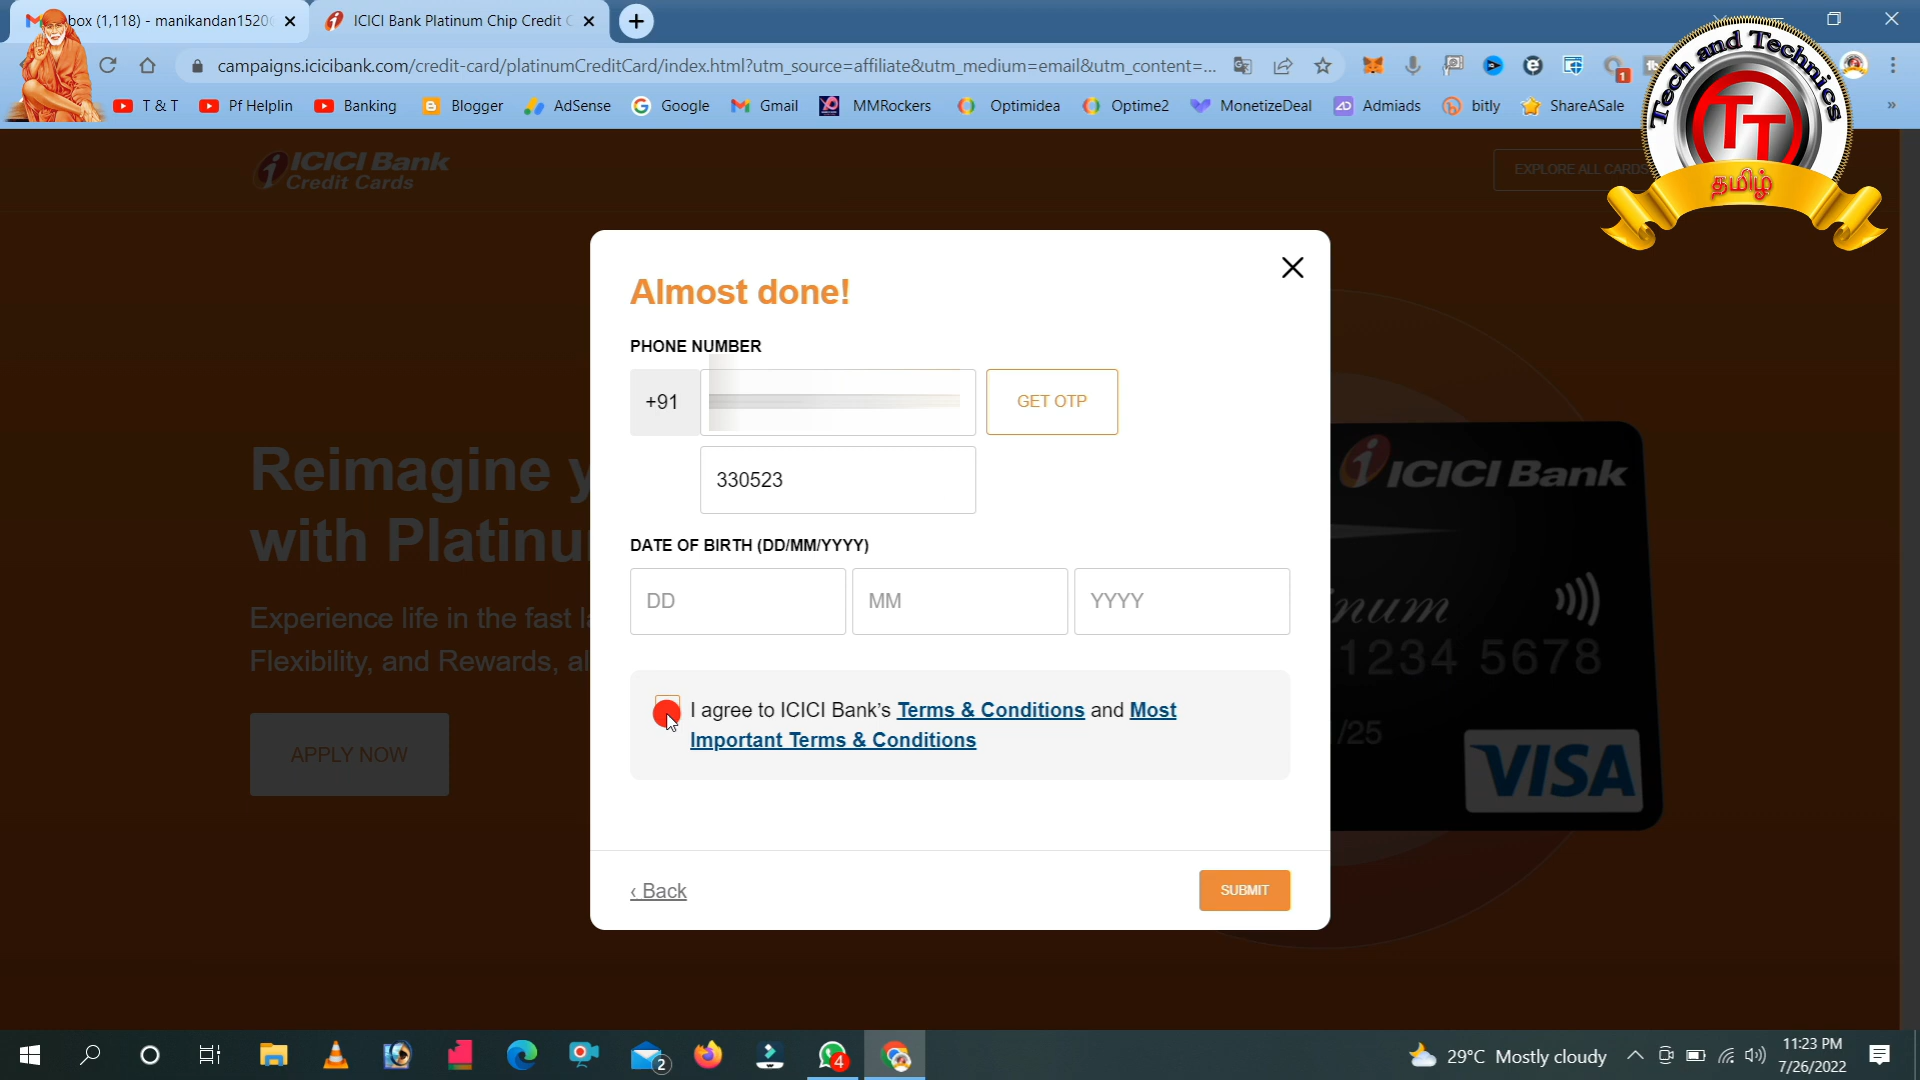 box (1,118) - manikandan1520
ICICI Bank Platinum Chip Credit C
campaigns.icicibank.com/credit-card/platinumCreditCard/index.html?utm_source=affiliate&utm_medium=email&utm_content=...
T & T
Pf Helplin
Banking
Blogger
AdSense
Google
Gmail
MMRockers
Optimidea
Optime2
MonetizeDeal
Admiads
bitly
ShareASale
»
Tech and Technics
TT
தமிழ்
ICICI Bank
Credit Cards
EXPLORE ALL CARDS
Almost done!
PHONE NUMBER
+91
GET OTP
330523
DATE OF BIRTH (DD/MM/YYYY)
DD
MM
YYYY
I agree to ICICI Bank's Terms & Conditions and Most
Important Terms & Conditions
‹ Back
SUBMIT
Reimagine y
with Platinu
Experience life in the fast la
Flexibility, and Rewards, al
APPLY NOW
ICICI Bank
inum
1234 5678
/25
VISA
2
4
29°C Mostly cloudy
11:23 PM
7/26/2022